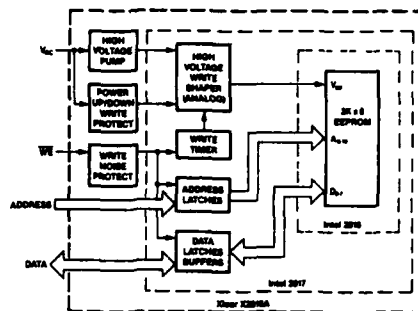 HIGH
VOLTAGE
PUMP
POWER
UP/DOWN
WRITE
PROTECT
WRITE
NOISE
PROTECT
HIGH
VOLTAGE
WRITE
SHAPER
(ANALOG)
WRITE
TIMER
ADDRESS
LATCHES
DATA
LATCHES
BUFFERS
2K x 8
EEPROM
WE
ADDRESS
DATA
Intel 2816
Intel 2817
Xicor X2816A